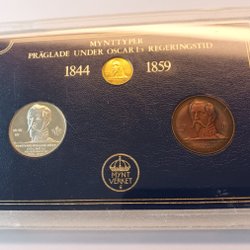 MYNTTYPER
PRÄGLADE UNDER OSCAR I:s REGERINGSTID
1844
1859
MYNT
VERKET